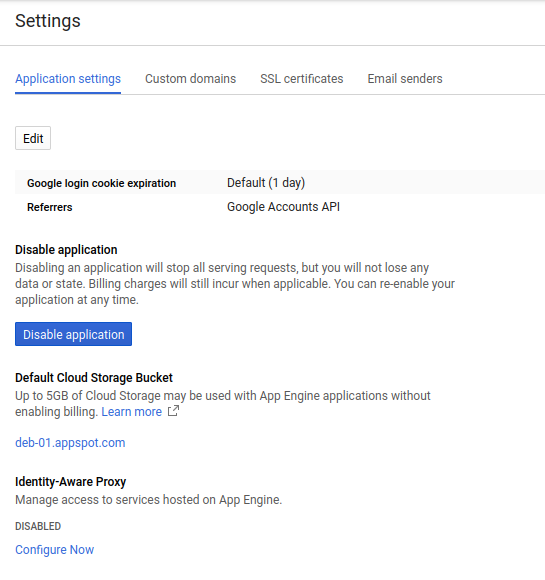 Settings
Application settings Custom domains SSL certificates Email senders
Edit
Google login cookie expiration Default (1 day)
Referrers Google Accounts API
Disable application
Disabling an application will stop all serving requests, but you will not lose any
data or state. Billing charges will still incur when applicable. You can re-enable your
application at any time.
Disable application
Default Cloud Storage Bucket
Up to 5GB of Cloud Storage may be used with App Engine applications without
enabling billing. Learn more
deb-01.appspot.com
Identity-Aware Proxy
Manage access to services hosted on App Engine.
DISABLED
Configure Now